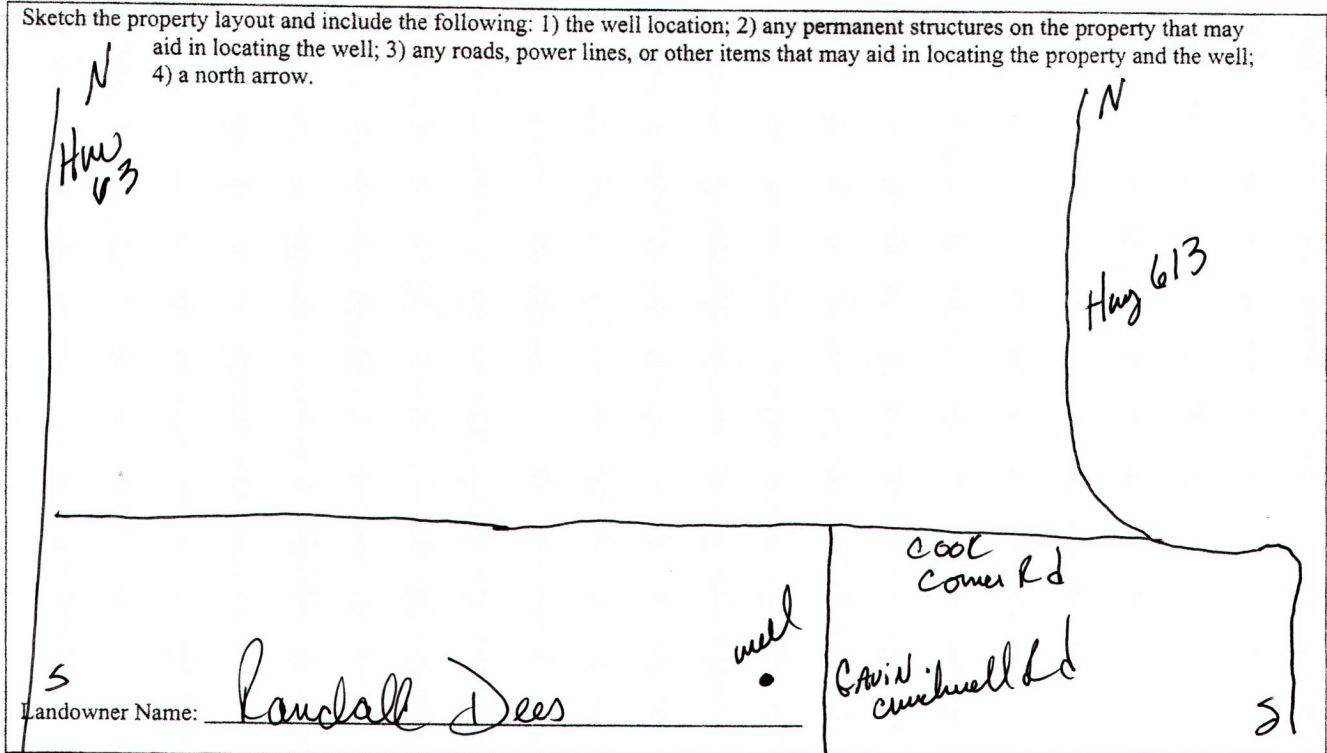 Sketch the property layout and include the following: 1) the well location; 2) any permanent structures on the property that may
aid in locating the well; 3) any roads, power lines, or other items that may aid in locating the property and the well;
4) a north arrow.
N
N
Hwy
63
Hwy 613
Cook
Corner Rd
well
GAVIN
Rd
S
S
Landowner Name: Randall Dees